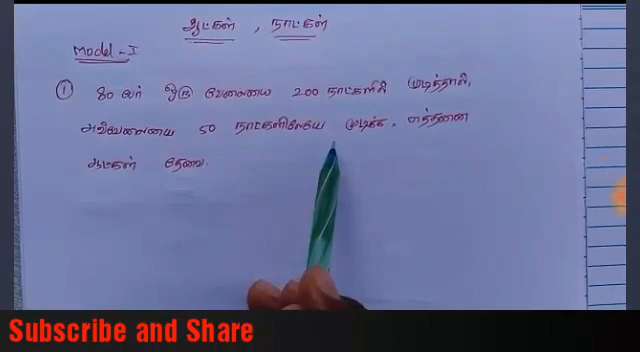 ஆட்கள் , நாட்கள்
Model - I
① 80 பேர் ஒரு வேலையை 200 நாட்களில் முடித்தால்,
அவ்வேலையை 50 நாட்களிலேயே முடிக்க, எத்தனை
ஆட்கள் தேவை.
Subscribe and Share